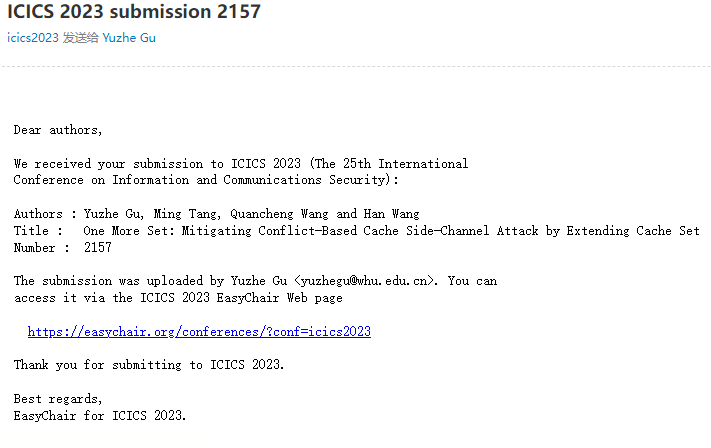 ICICS 2023 submission 2157
icics2023 发送给 Yuzhe Gu
Dear authors,
We received your submission to ICICS 2023 (The 25th International
Conference on Information and Communications Security):
Authors : Yuzhe Gu, Ming Tang, Quancheng Wang and Han Wang
Title : One More Set: Mitigating Conflict-Based Cache Side-Channel Attack by Extending Cache Set
Number : 2157
The submission was uploaded by Yuzhe Gu <yuzhegu@whu.edu.cn>. You can
access it via the ICICS 2023 EasyChair Web page
https://easychair.org/conferences/?conf=icics2023
Thank you for submitting to ICICS 2023.
Best regards,
EasyChair for ICICS 2023.